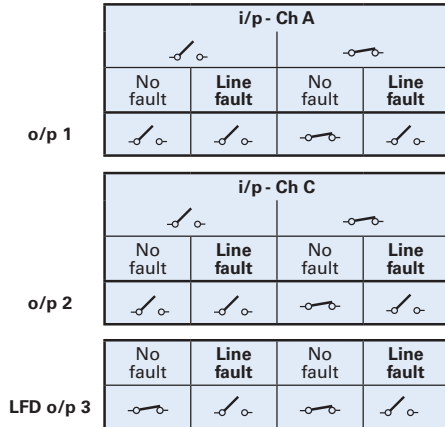 i/p - Ch A
No fault Line fault No fault Line fault
o/p 1
i/p - Ch C
No fault Line fault No fault Line fault
o/p 2
No fault Line fault No fault Line fault
LFD o/p 3